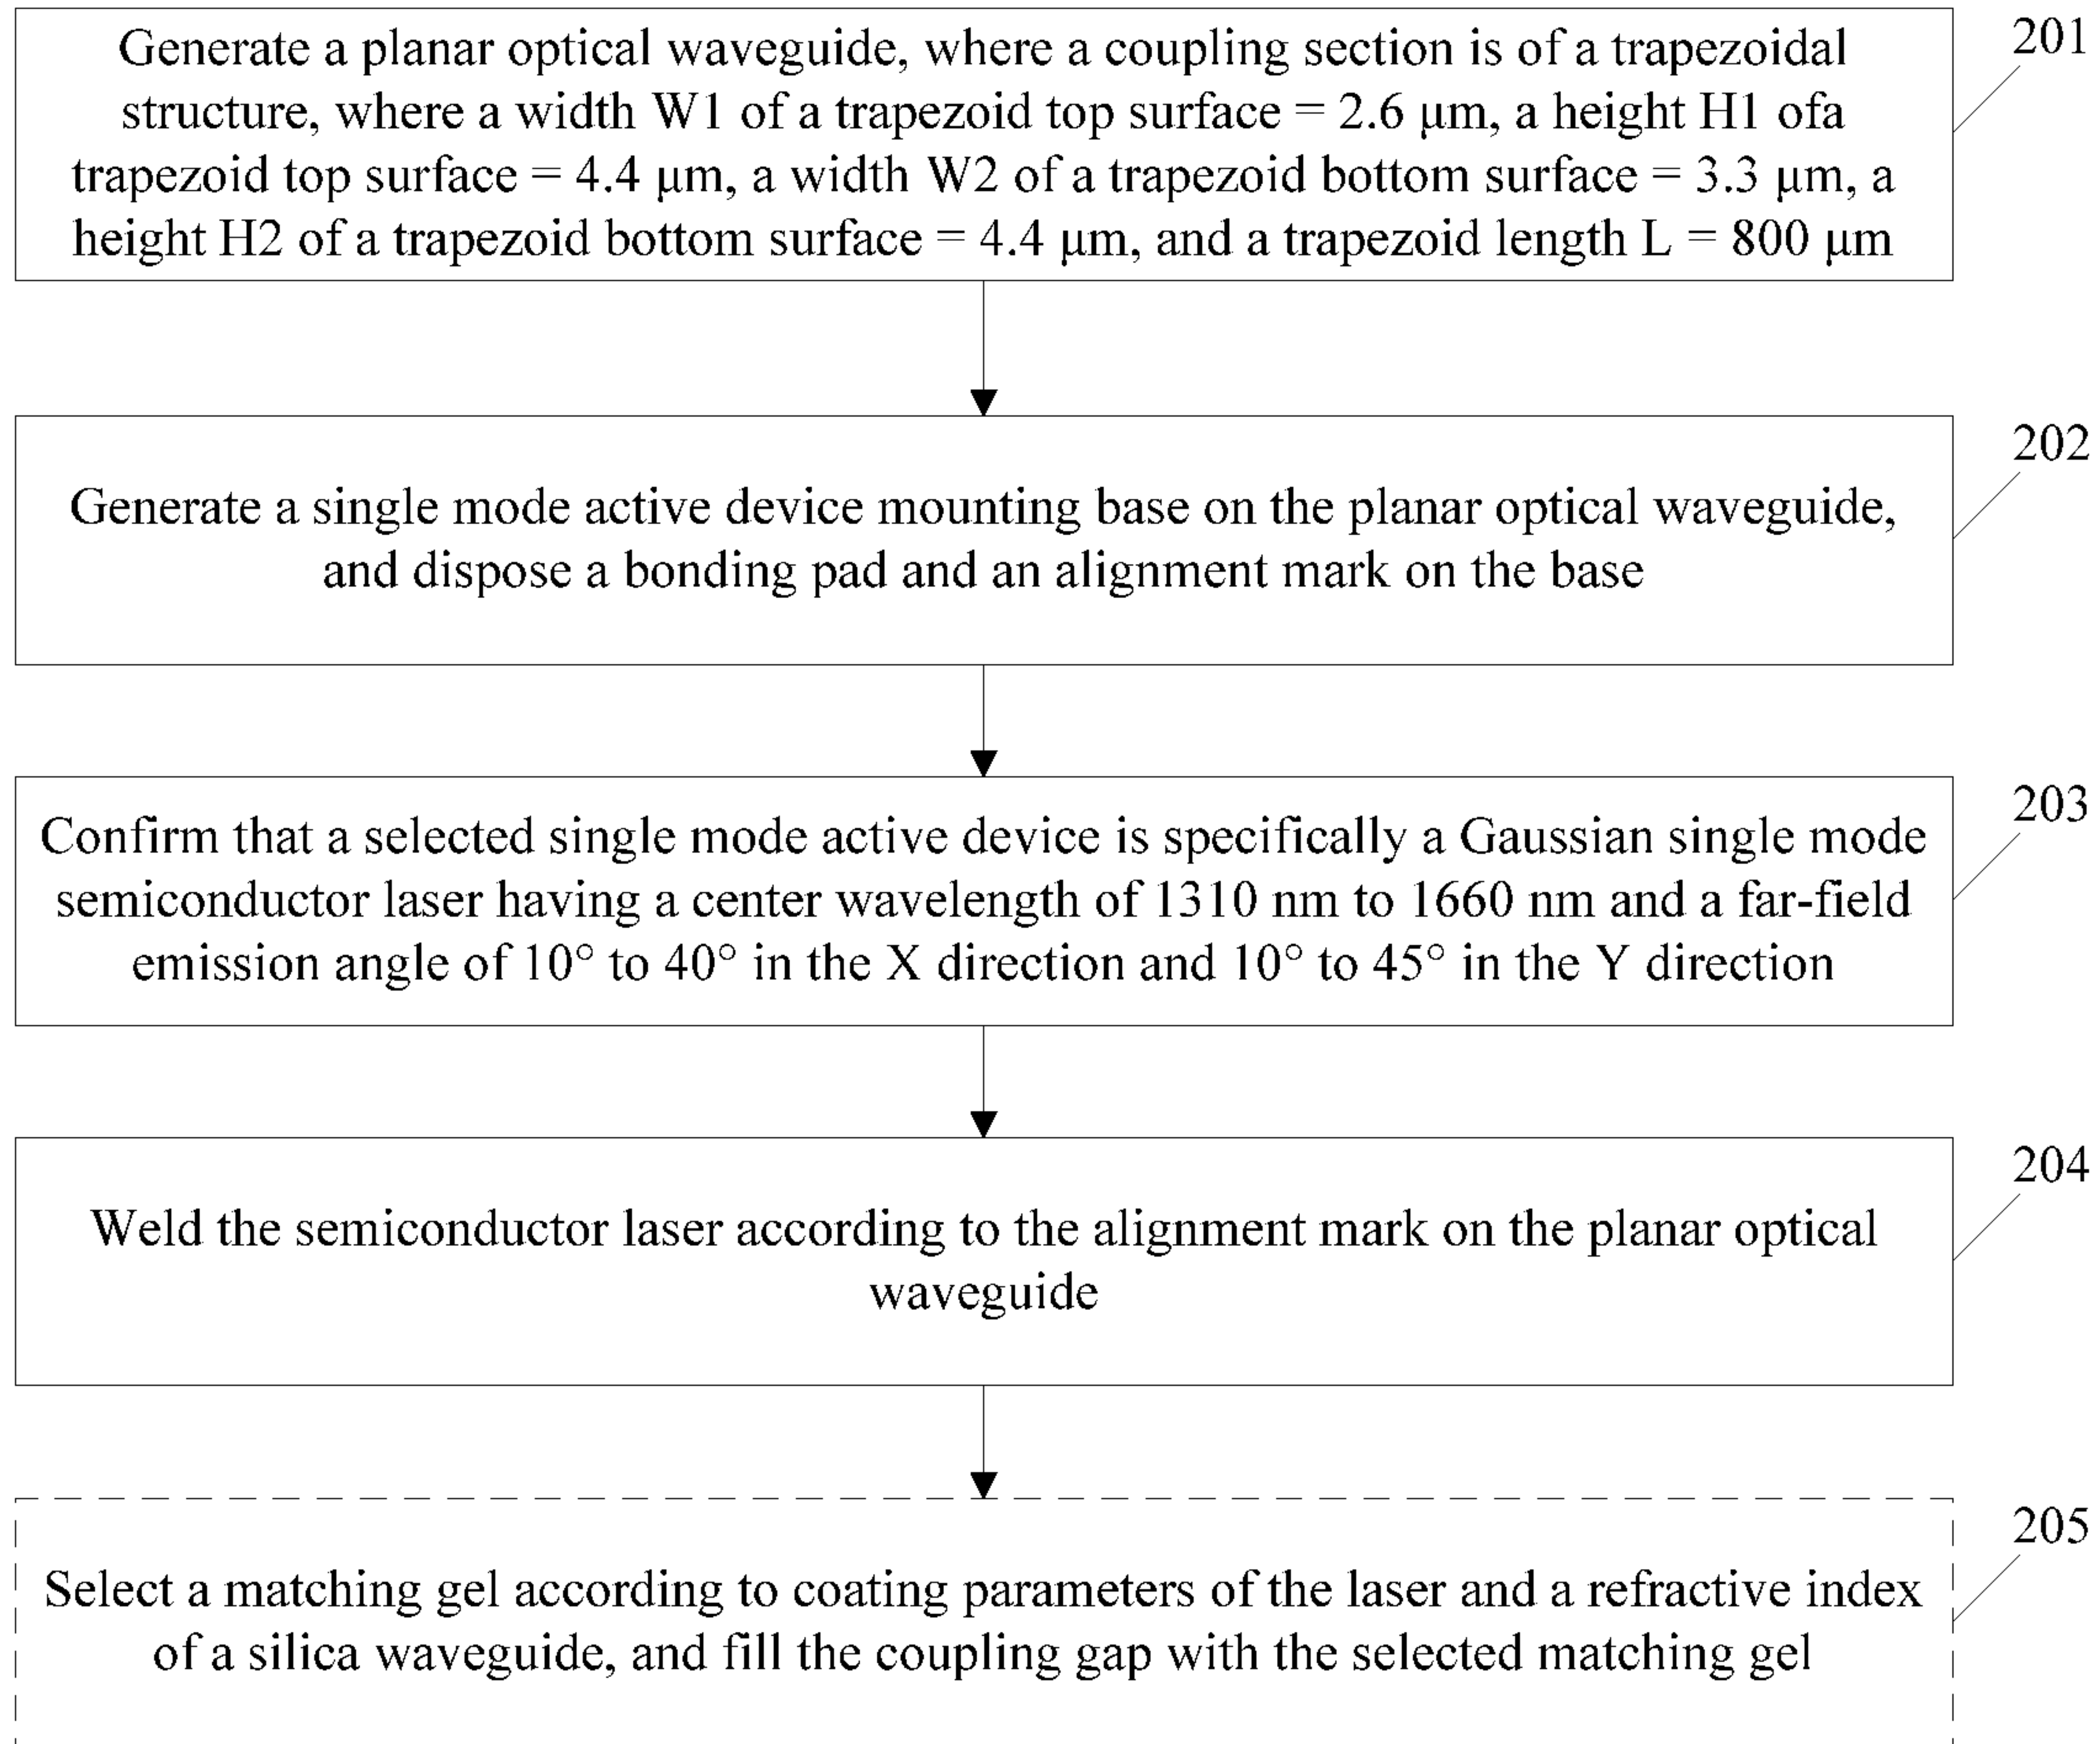 Generate a planar optical waveguide, where a coupling section is of a trapezoidal
structure, where a width W1 of a trapezoid top surface = 2.6 μm, a height H1 ofa
trapezoid top surface = 4.4 μm, a width W2 of a trapezoid bottom surface = 3.3 μm, a
height H2 of a trapezoid bottom surface = 4.4 μm, and a trapezoid length L = 800 μm
201
Generate a single mode active device mounting base on the planar optical waveguide,
and dispose a bonding pad and an alignment mark on the base
202
Confirm that a selected single mode active device is specifically a Gaussian single mode
semiconductor laser having a center wavelength of 1310 nm to 1660 nm and a far-field
emission angle of 10° to 40° in the X direction and 10° to 45° in the Y direction
203
Weld the semiconductor laser according to the alignment mark on the planar optical
waveguide
204
Select a matching gel according to coating parameters of the laser and a refractive index
of a silica waveguide, and fill the coupling gap with the selected matching gel
205